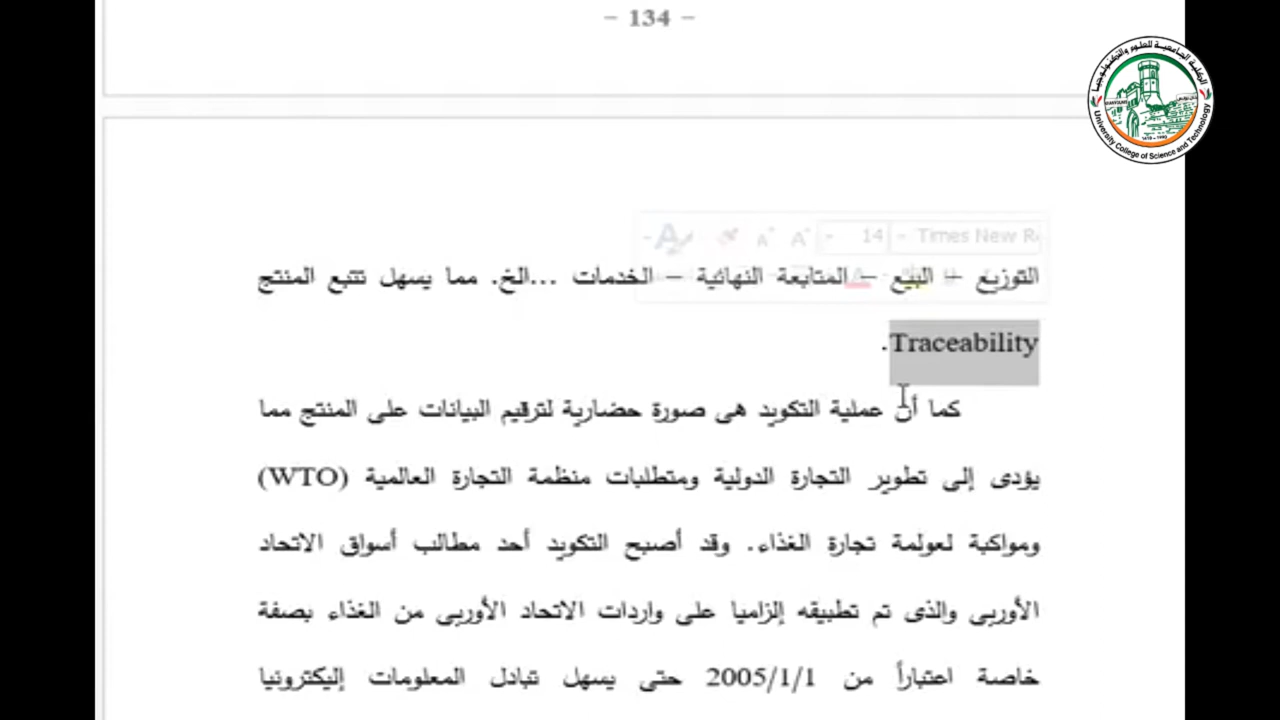 – 134 –
الكلية الجامعية للعلوم والتكنولوجيا
University College of Science and Technology
14
Times New R
التوزيع – البيع – المتابعة النهائية – الخدمات ...الخ. مما يسهل تتبع المنتج
Traceability.
كما أن عملية التكويد هى صورة حضارية لترقيم البيانات على المنتج مما
يؤدى إلى تطوير التجارة الدولية ومتطلبات منظمة التجارة العالمية (WTO)
ومواكبة لعولمة تجارة الغذاء. وقد أصبح التكويد أحد مطالب أسواق الاتحاد
الأوربى والذى تم تطبيقه إلزاميا على واردات الاتحاد الأوربى من الغذاء بصفة
خاصة اعتباراً من 2005/1/1 حتى يسهل تبادل المعلومات إليكترونيا